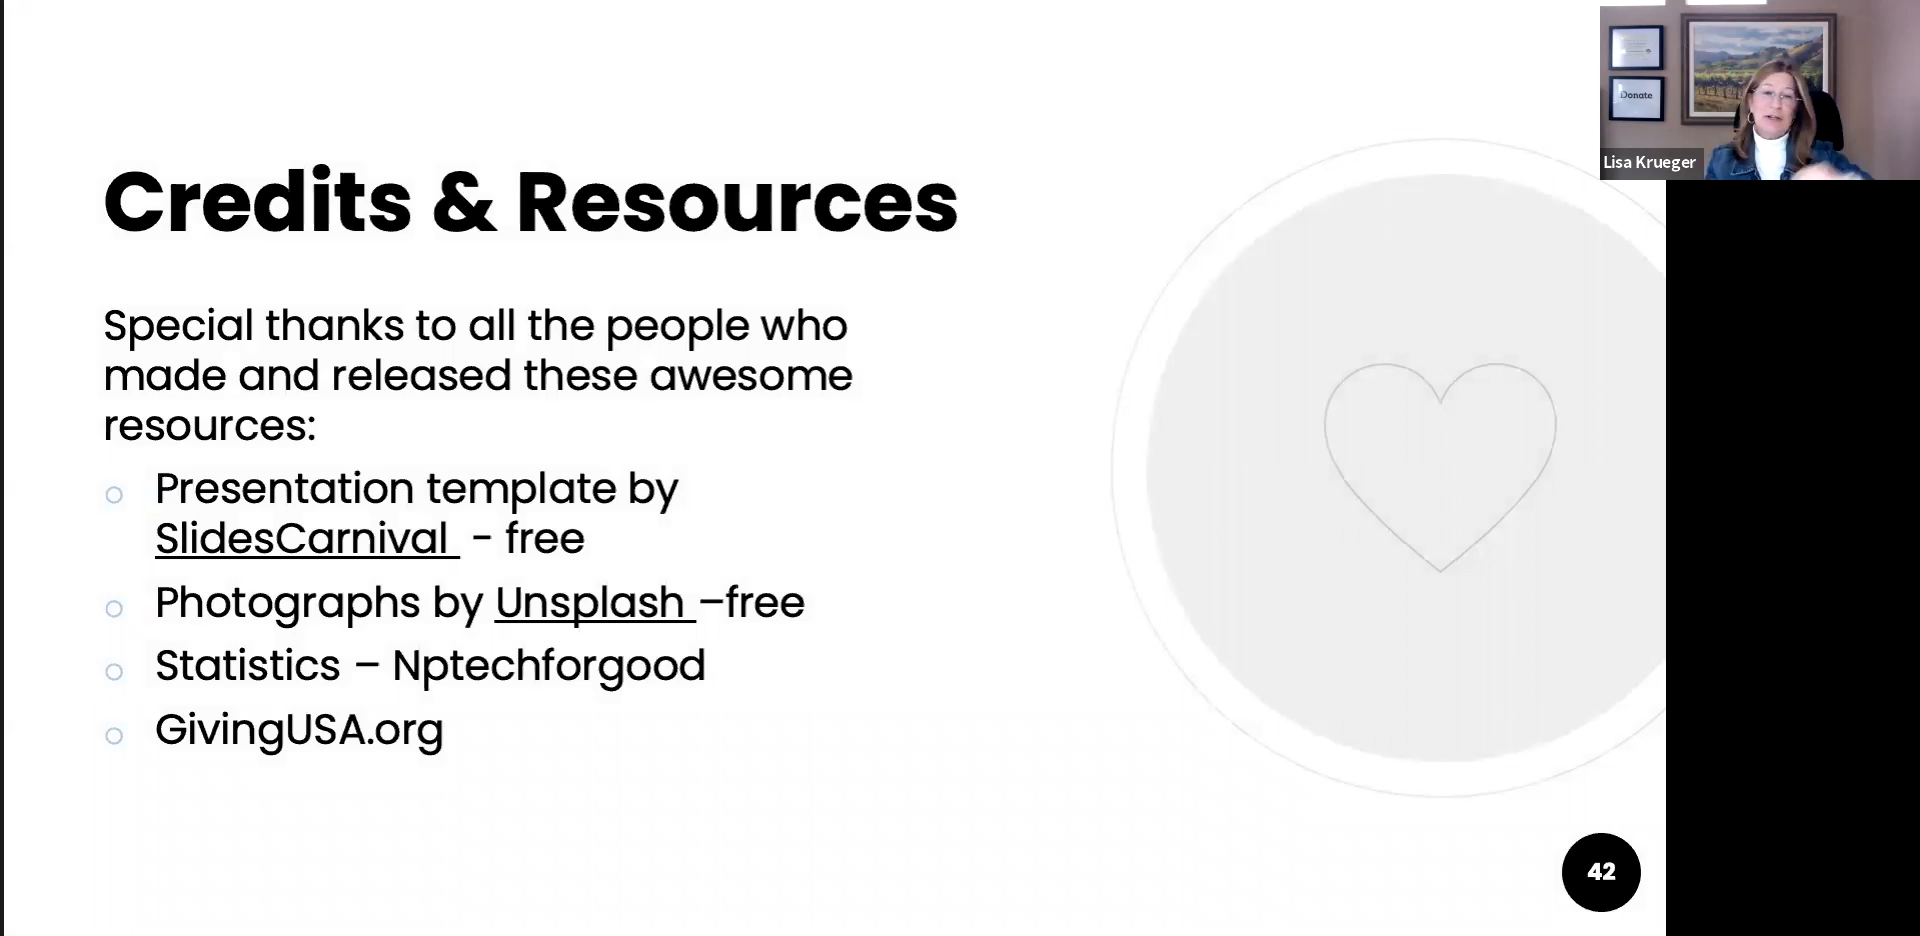 Credits & Resources
Special thanks to all the people who
made and released these awesome
resources:
Presentation template by
SlidesCarnival - free
Photographs by Unsplash –free
Statistics – Nptechforgood
GivingUSA.org
42
Donate
Lisa Krueger